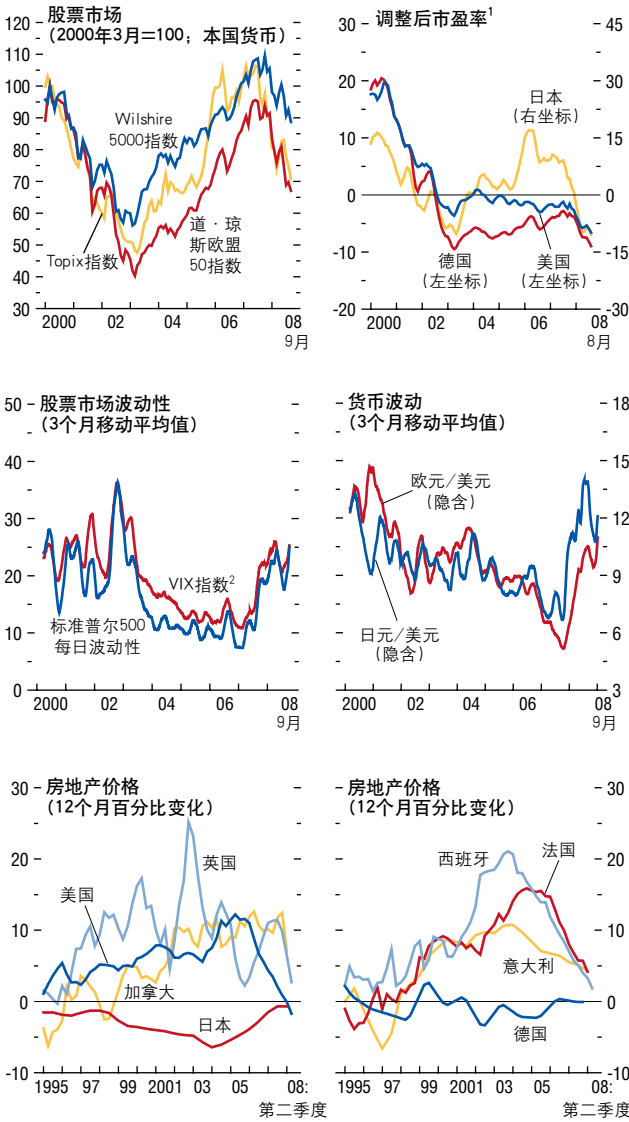 股票市场
(2000年3月=100；本国货币)
120
110
100
90
80
70
60
50
40
30
Wilshire
5000指数
Topix指数
道·琼
斯欧盟
50指数
2000
02
04
06
08
9月
调整后市盈率1
30
20
10
0
-10
-20
45
30
15
0
-15
-30
日本
(右坐标)
德国
(左坐标)
美国
(左坐标)
2000
02
04
06
08
8月
股票市场波动性
(3个月移动平均值)
50
40
30
20
10
0
VIX指数2
标准普尔500
每日波动性
2000
02
04
06
08
9月
货币波动
(3个月移动平均值)
18
15
12
9
6
3
欧元/美元
(隐含)
日元/美元
(隐含)
2000
02
04
06
08
9月
房地产价格
(12个月百分比变化)
30
20
10
0
-10
英国
美国
加拿大
日本
1995
97
99
2001
03
05
08:
第二季度
房地产价格
(12个月百分比变化)
30
20
10
0
-10
西班牙
法国
意大利
德国
1995
97
99
2001
03
05
08:
第二季度